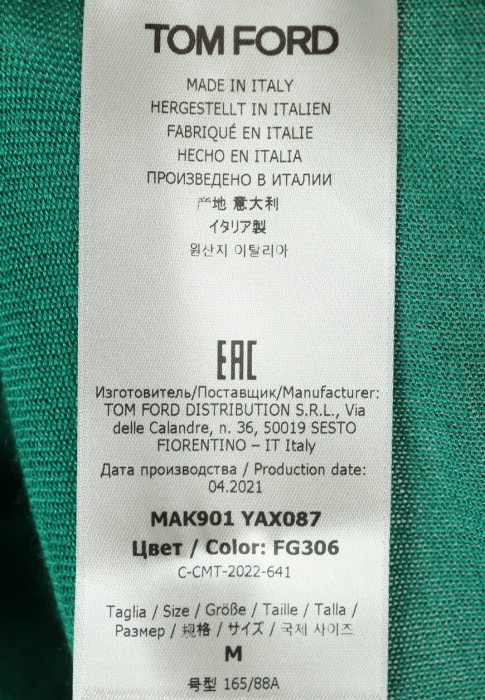 TOM FORD
MADE IN ITALY
HERGESTELLT IN ITALIEN
FABRIQUÉ EN ITALIE
HECHO EN ITALIA
ПРОИЗВЕДЕНО В ИТАЛИИ
产地 意大利
イタリア製
원산지 이탈리아
EAC
Изготовитель/Поставщик/Manufacturer:
TOM FORD DISTRIBUTION S.R.L., Via
delle Calandre, n. 36, 50019 SESTO
FIORENTINO – IT Italy
Дата производства / Production date:
04.2021
MAK901 YAX087
Цвет / Color: FG306
C-CMT-2022-641
Taglia / Size / Größe / Taille / Talla /
Размер / 规格 / サイズ / 국제 사이즈
M
号型 165/88A